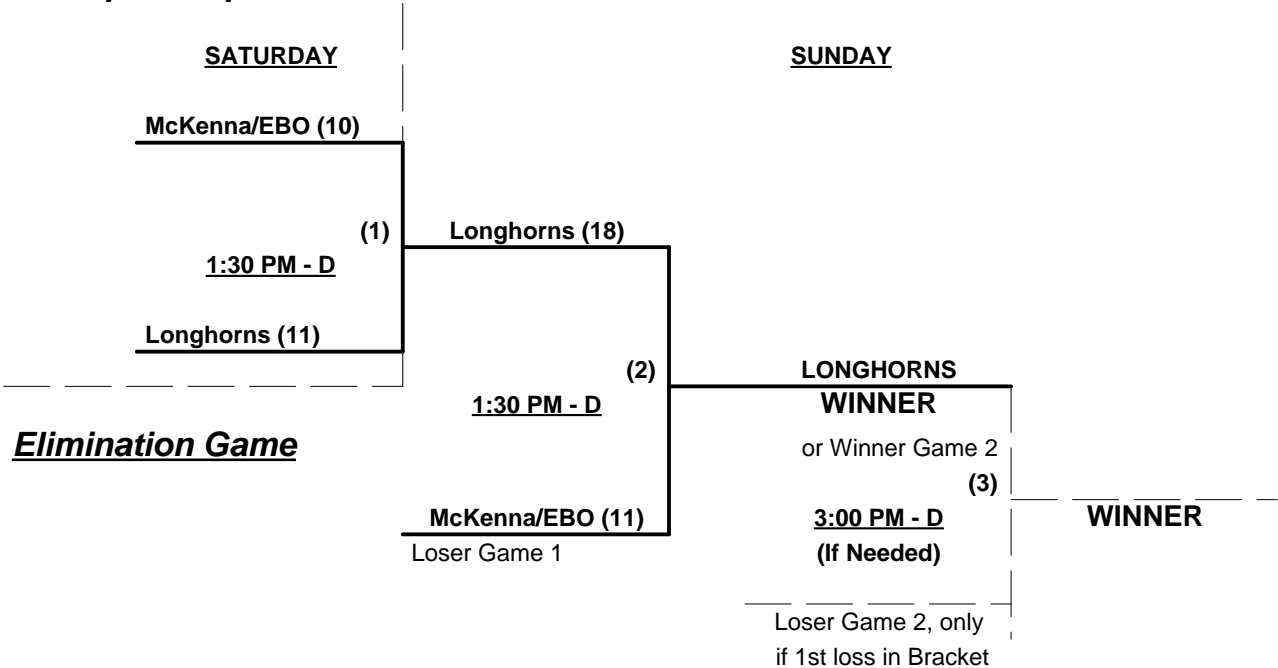 SATURDAY
SUNDAY
McKenna/EBO (10)
(1)
Longhorns (18)
1:30 PM - D
Longhorns (11)
(2)
LONGHORNS
1:30 PM - D
WINNER
Elimination Game
or Winner Game 2
(3)
McKenna/EBO (11)
3:00 PM - D
WINNER
Loser Game 1
(If Needed)
Loser Game 2, only
if 1st loss in Bracket